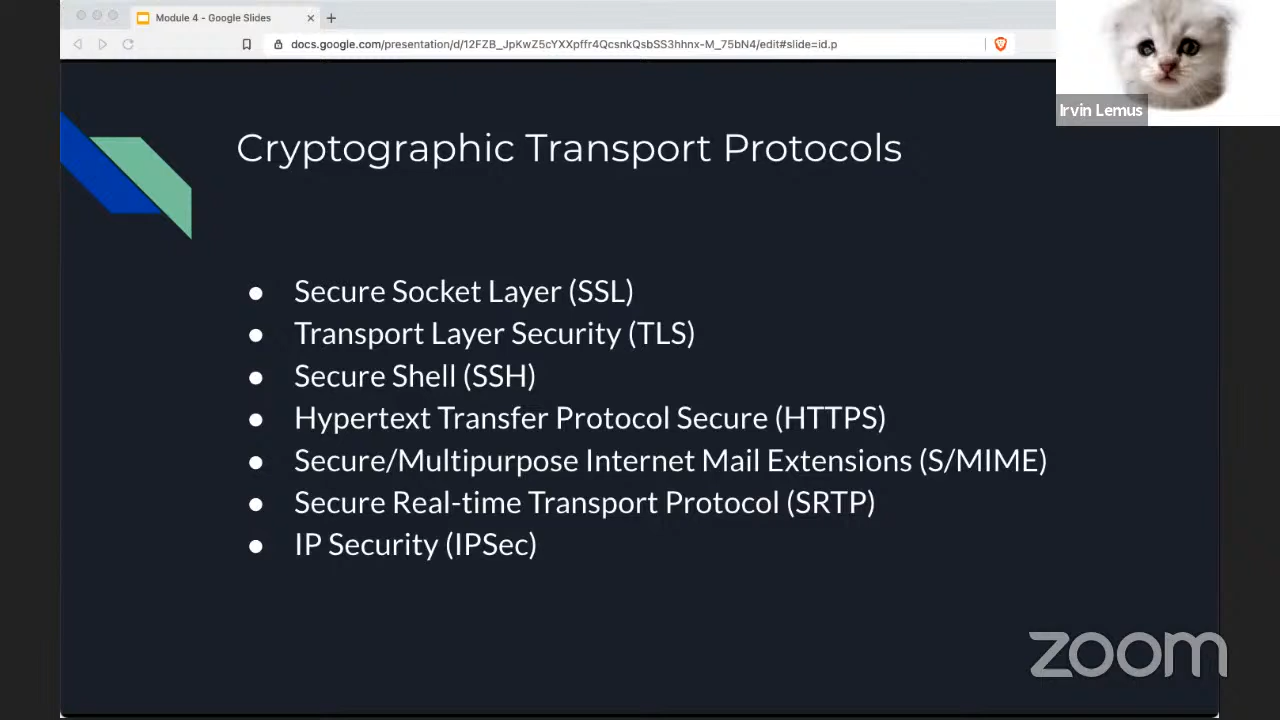 Module 4 - Google Slides
docs.google.com/presentation/d/12FZB_JpKwZ5cYXXpffr4QcsnkQsbSS3hhnx-M_75bN4/edit#slide=id.p
Irvin Lemus
Cryptographic Transport Protocols
● Secure Socket Layer (SSL)
● Transport Layer Security (TLS)
● Secure Shell (SSH)
● Hypertext Transfer Protocol Secure (HTTPS)
● Secure/Multipurpose Internet Mail Extensions (S/MIME)
● Secure Real-time Transport Protocol (SRTP)
● IP Security (IPSec)
zoom